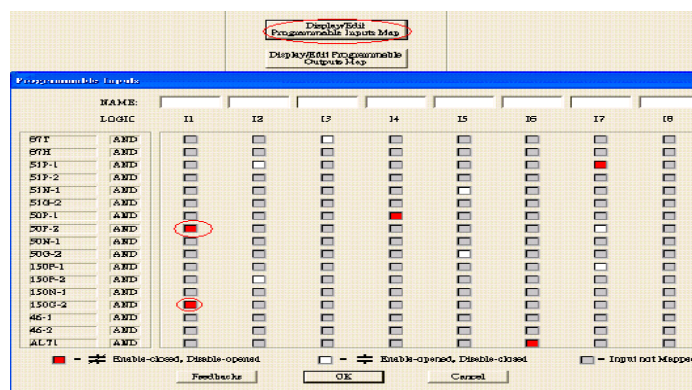 Display/Edit
Programmable Inputs Map
Display/Edit Programmable
Outputs Map
Programmable Inputs
NAME:
LOGIC I1 I2 I3 I4 I5 I6 I7 I8
87T AND
87H AND
51P-1 AND
51P-2 AND
51N-1 AND
51G-2 AND
50P-1 AND
50P-2 AND
50N-1 AND
50G-2 AND
150P-1 AND
150P-2 AND
150N-1 AND
150G-2 AND
46-1 AND
46-2 AND
ALT1 AND
- Enable-closed, Disable-opened - Enable-opened, Disable-closed - Input not Mappe
Feedbacks OK Cancel